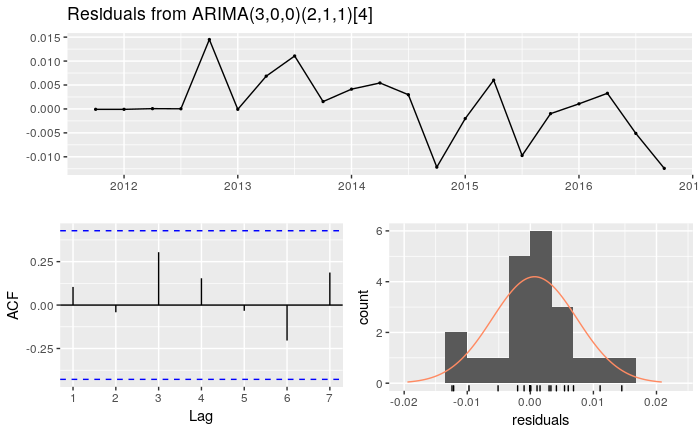 Residuals from ARIMA(3,0,0)(2,1,1)[4]
0.015
0.010
0.005
0.000
-0.005
-0.010
2012 2013 2014 2015 2016 201
ACF
0.25
0.00
-0.25
1 2 3 4 5 6 7
Lag
count
6
4
2
0
-0.02 -0.01 0.00 0.01 0.02
residuals